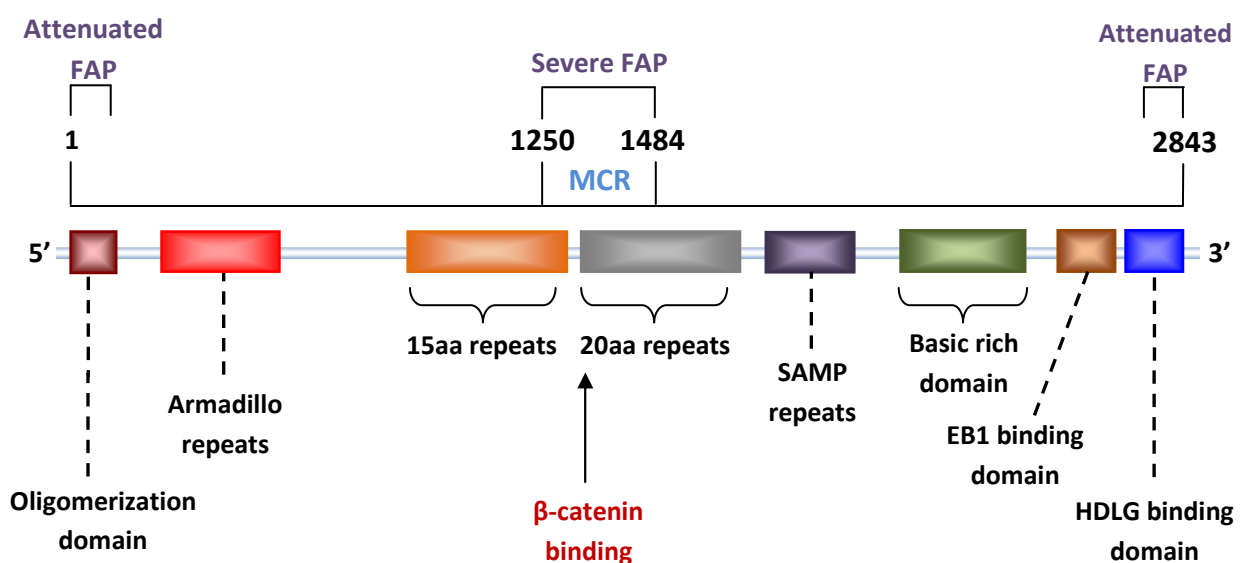 Attenuated
FAP
Severe FAP
Attenuated
FAP
1
1250
1484
2843
MCR
5’
3’
15aa repeats
20aa repeats
Basic rich
domain
SAMP
repeats
Armadillo
repeats
EB1 binding
domain
Oligomerization
domain
β-catenin
binding
HDLG binding
domain